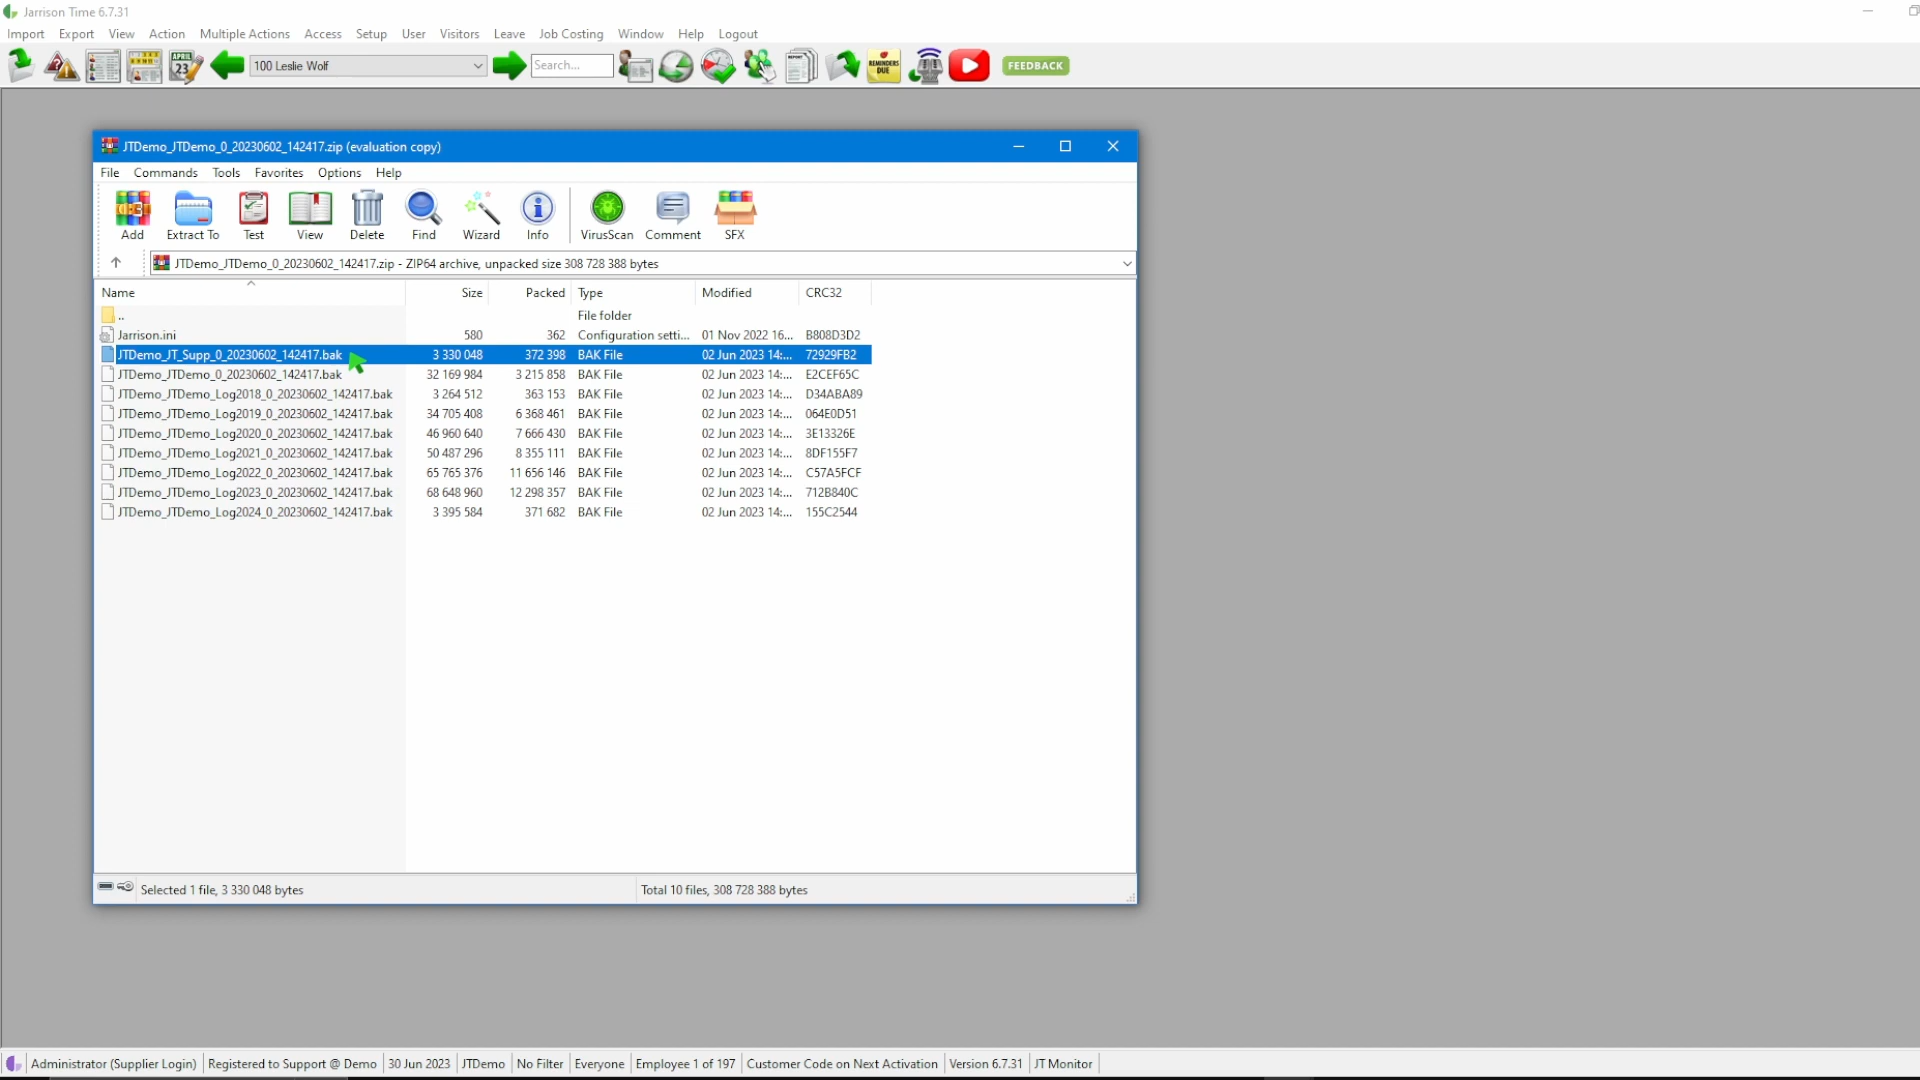 Jarrison Time 6.7.31
Import Export View Action Multiple Actions Access Setup User Visitors Leave Job Costing Window Help Logout
APRIL 23 100 Leslie Wolf Search... REPORT REMINDERS DUE FEEDBACK
JTDemo_JTDemo_0_20230602_142417.zip (evaluation copy)
File Commands Tools Favorites Options Help
Add Extract To Test View Delete Find Wizard Info VirusScan Comment SFX
JTDemo_JTDemo_0_20230602_142417.zip - ZIP64 archive, unpacked size 308 728 388 bytes
Name Size Packed Type Modified CRC32
.. File folder
Jarrison.ini 580 362 Configuration setti... 01 Nov 2022 16... B808D3D2
JTDemo_JT_Supp_0_20230602_142417.bak 3 330 048 372 398 BAK File 02 Jun 2023 14:... 72929FB2
JTDemo_JTDemo_0_20230602_142417.bak 32 169 984 3 215 858 BAK File 02 Jun 2023 14:... E2CEF65C
JTDemo_JTDemo_Log2018_0_20230602_142417.bak 3 264 512 363 153 BAK File 02 Jun 2023 14:... D34ABA89
JTDemo_JTDemo_Log2019_0_20230602_142417.bak 34 705 408 6 368 461 BAK File 02 Jun 2023 14:... 064E0D51
JTDemo_JTDemo_Log2020_0_20230602_142417.bak 46 960 640 7 666 430 BAK File 02 Jun 2023 14:... 3E13326E
JTDemo_JTDemo_Log2021_0_20230602_142417.bak 50 487 296 8 355 111 BAK File 02 Jun 2023 14:... 8DF155F7
JTDemo_JTDemo_Log2022_0_20230602_142417.bak 65 765 376 11 656 146 BAK File 02 Jun 2023 14:... C57A5FCF
JTDemo_JTDemo_Log2023_0_20230602_142417.bak 68 648 960 12 298 357 BAK File 02 Jun 2023 14:... 712B840C
JTDemo_JTDemo_Log2024_0_20230602_142417.bak 3 395 584 371 682 BAK File 02 Jun 2023 14:... 155C2544
Selected 1 file, 3 330 048 bytes Total 10 files, 308 728 388 bytes
Administrator (Supplier Login) Registered to Support @ Demo 30 Jun 2023 JTDemo No Filter Everyone Employee 1 of 197 Customer Code on Next Activation Version 6.7.31 JT Monitor